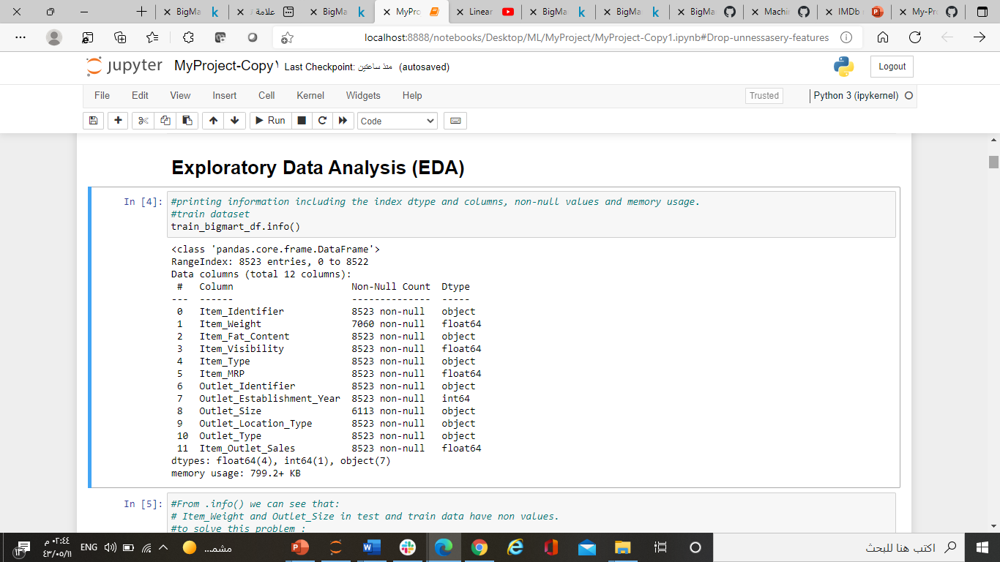 BigMa
علامة
BigMa
MyPro
Linear
BigMa
BigMa
BigMa
Machin
IMDb
My-Pro
localhost:8888/notebooks/Desktop/ML/MyProject/MyProject-Copy1.ipynb#Drop-unnessasery-features
jupyter MyProject-Copy١ Last Checkpoint: منذ ساعتين (autosaved)
Logout
File Edit View Insert Cell Kernel Widgets Help
Trusted
Python 3 (ipykernel)
Run
Code
Exploratory Data Analysis (EDA)
In [4]:
#printing information including the index dtype and columns, non-null values and memory usage.
#train dataset
train_bigmart_df.info()
<class 'pandas.core.frame.DataFrame'>
RangeIndex: 8523 entries, 0 to 8522
Data columns (total 12 columns):
 #   Column                     Non-Null Count  Dtype
---  ------                     --------------  -----
 0   Item_Identifier            8523 non-null   object
 1   Item_Weight                7060 non-null   float64
 2   Item_Fat_Content           8523 non-null   object
 3   Item_Visibility            8523 non-null   float64
 4   Item_Type                  8523 non-null   object
 5   Item_MRP                   8523 non-null   float64
 6   Outlet_Identifier          8523 non-null   object
 7   Outlet_Establishment_Year  8523 non-null   int64
 8   Outlet_Size                6113 non-null   object
 9   Outlet_Location_Type       8523 non-null   object
 10  Outlet_Type                8523 non-null   object
 11  Item_Outlet_Sales          8523 non-null   float64
dtypes: float64(4), int64(1), object(7)
memory usage: 799.2+ KB
In [5]:
#From .info() we can see that:
# Item_Weight and Outlet_Size in test and train data have non values.
#to solve this problem :
٠٢:٤٤ م
٤٣/٠٥/١١
ENG
مشمس...
اكتب هنا للبحث